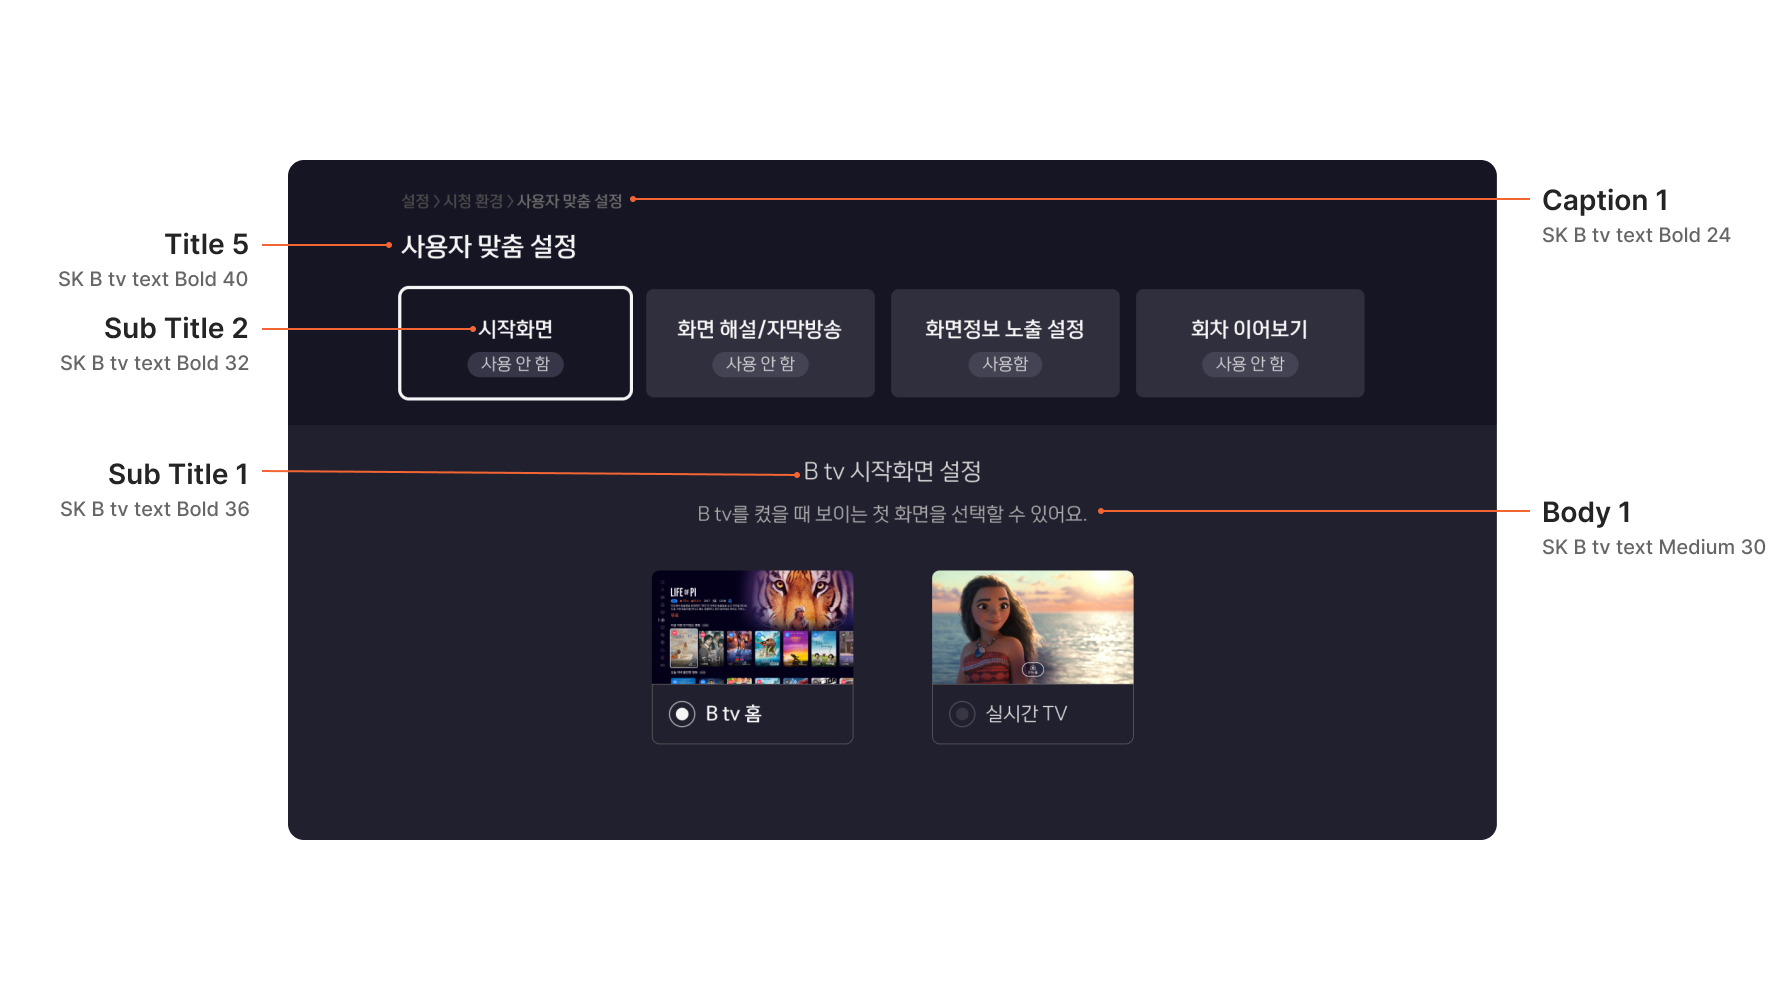 설정 > 시청 환경 > 사용자 맞춤 설정
Caption 1
SK B tv text Bold 24
Title 5
SK B tv text Bold 40
사용자 맞춤 설정
Sub Title 2
SK B tv text Bold 32
시작화면
사용 안 함
화면 해설/자막방송
사용 안 함
화면정보 노출 설정
사용함
회차 이어보기
사용 안 함
Sub Title 1
SK B tv text Bold 36
B tv 시작화면 설정
B tv를 켰을 때 보이는 첫 화면을 선택할 수 있어요.
Body 1
SK B tv text Medium 30
LIFE OF PI
B tv 홈
실시간 TV